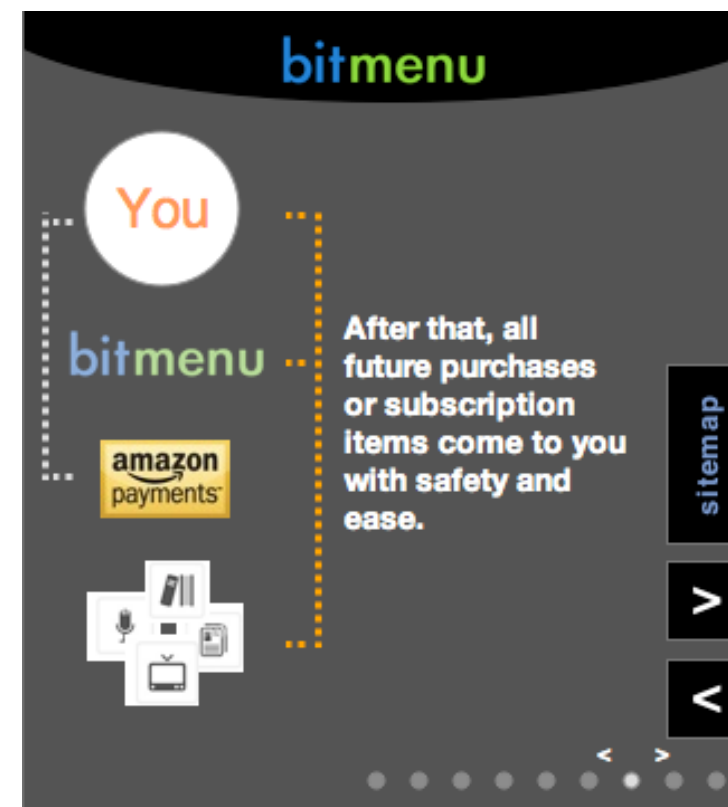 bitmenu
You
bitmenu
amazon
payments
After that, all
future purchases
or subscription
items come to you
with safety and
ease.
sitemap
>
<
< >